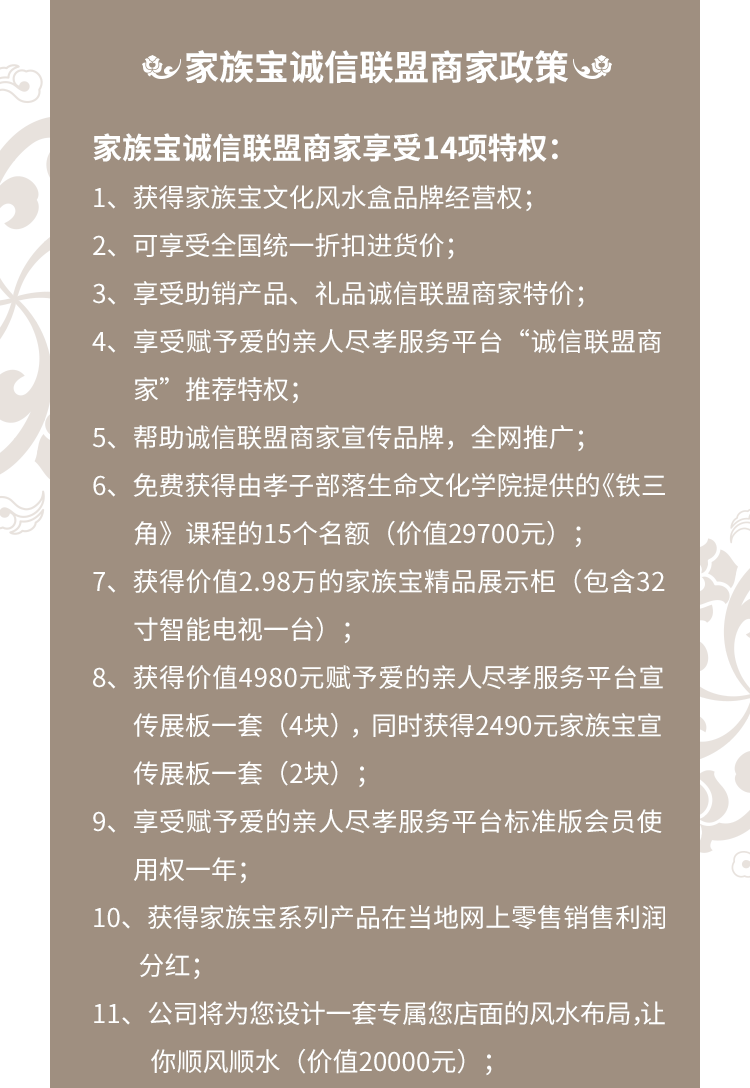 家族宝诚信联盟商家政策
家族宝诚信联盟商家享受14项特权：
1、获得家族宝文化风水盒品牌经营权；
2、可享受全国统一折扣进货价；
3、享受助销产品、礼品诚信联盟商家特价；
4、享受赋予爱的亲人尽孝服务平台“诚信联盟商
家”推荐特权；
5、帮助诚信联盟商家宣传品牌，全网推广；
6、免费获得由孝子部落生命文化学院提供的《铁三
角》课程的15个名额（价值29700元）；
7、获得价值2.98万的家族宝精品展示柜（包含32
寸智能电视一台）；
8、获得价值4980元赋予爱的亲人尽孝服务平台宣
传展板一套（4块），同时获得2490元家族宝宣
传展板一套（2块）；
9、享受赋予爱的亲人尽孝服务平台标准版会员使
用权一年；
10、获得家族宝系列产品在当地网上零售销售利润
分红；
11、公司将为您设计一套专属您店面的风水布局，让
你顺风顺水（价值20000元）；